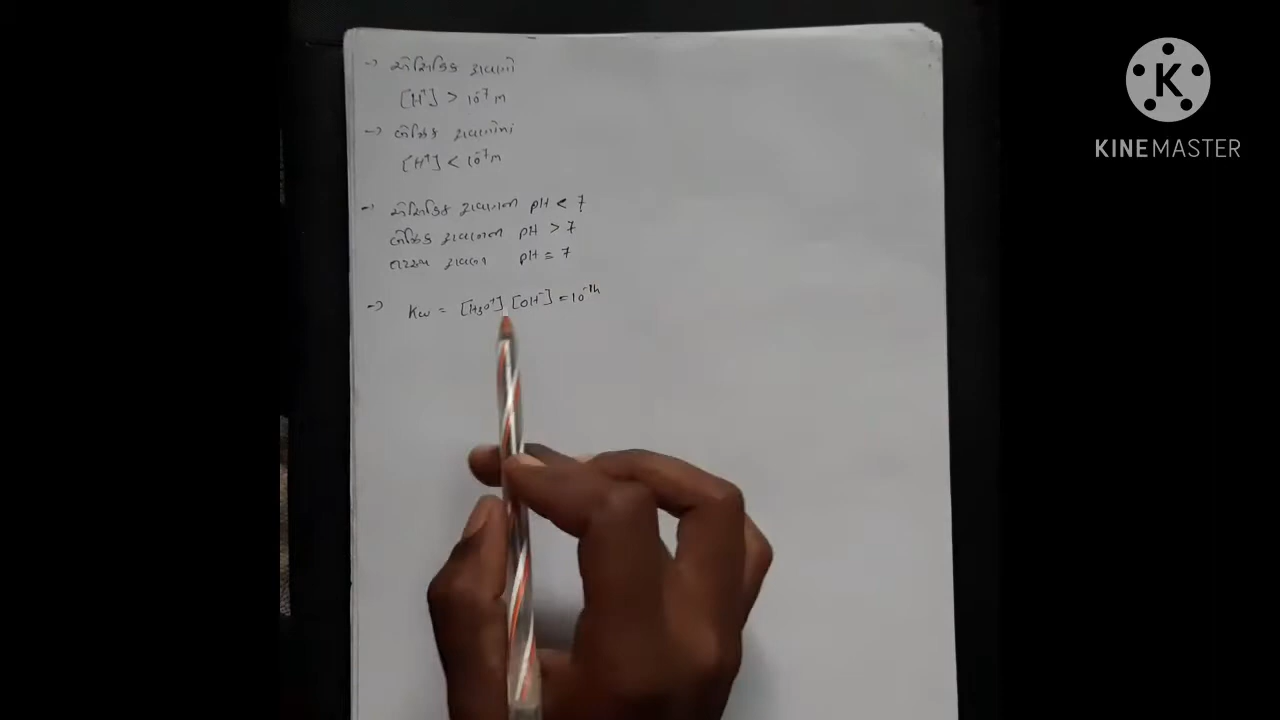 → એસિડિક દ્રાવણો
[H⁺] > 10⁻⁷ m
→ બેઝિક દ્રાવણોમાં
[H⁺] < 10⁻⁷ m
→ એસિડિક દ્રાવણની pH < 7
બેઝિક દ્રાવણની pH > 7
તટસ્થ દ્રાવણ pH = 7
→ Kw = [H₃O⁺] [OH⁻] = 10⁻¹⁴
K
KINEMASTER